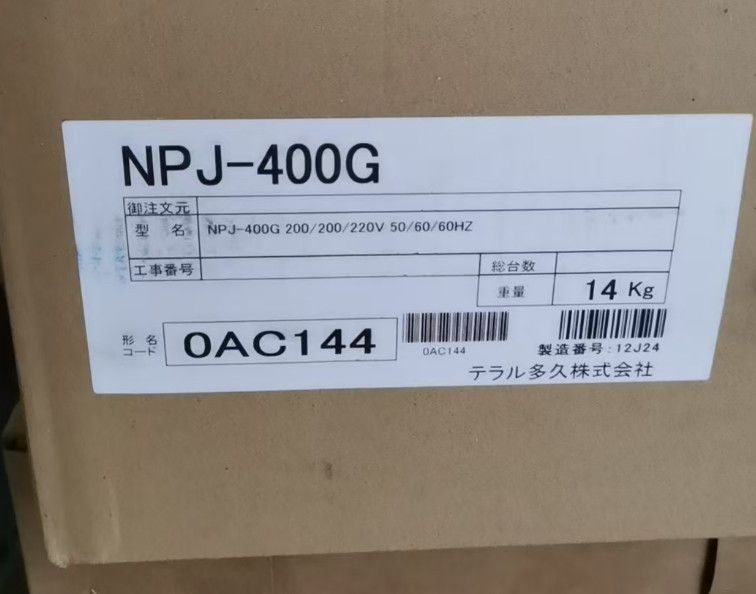 NPJ-400G
御注文元
型 名 NPJ-400G 200/200/220V 50/60/60HZ
工事番号 総台数
重量 14 Kg
形 名
コード 0AC144
0AC144
製造番号:12J24
テラル多久株式会社